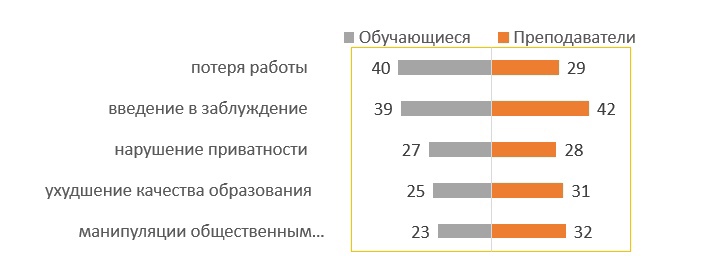 Обучающиеся Преподаватели
потеря работы 40 29
введение в заблуждение 39 42
нарушение приватности 27 28
ухудшение качества образования 25 31
манипуляции общественным... 23 32